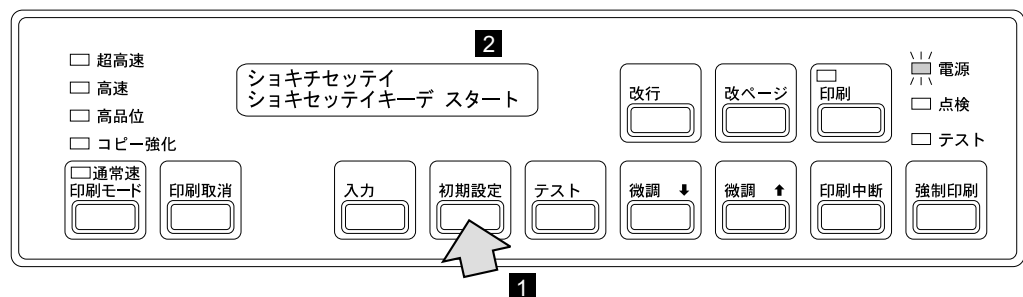 2
超高速
高速
高品位
コピー強化
通常速
印刷モード
印刷取消
ショキチセッテイ
ショキセッテイキーデ スタート
入力
初期設定
テスト
改行
改ページ
印刷
微調 ⬇
微調 ⬆
印刷中断
強制印刷
電源
点検
テスト
1